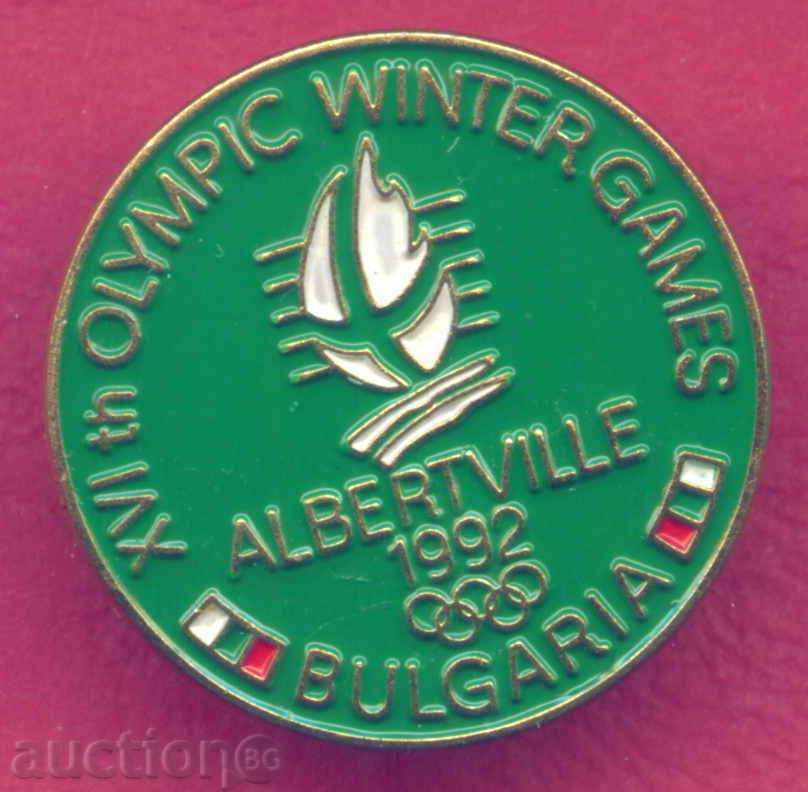 XVI th OLYMPIC WINTER GAMES
ALBERTVILLE
1992
BULGARIA
auction BG